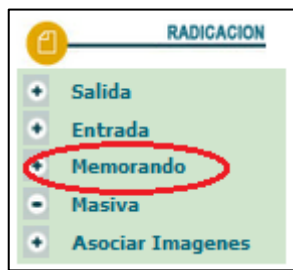 RADICACION
Salida
Entrada
Memorando
Masiva
Asociar Imagenes